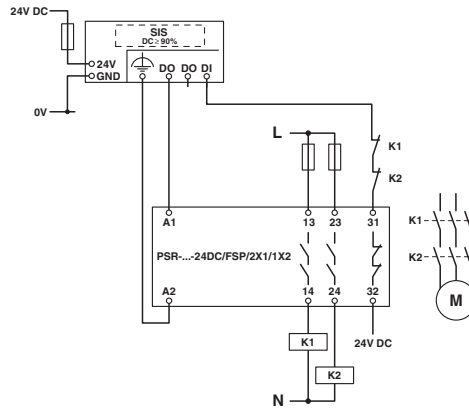 24V DC
SIS
DC ≥ 90%
24V
GND
DO DO DI
0V
L
K1
K2
A1 13 23 31
PSR-...-24DC/FSP/2X1/1X2
A2 14 24 32
K1
K2
24V DC
N
K1
K2
M